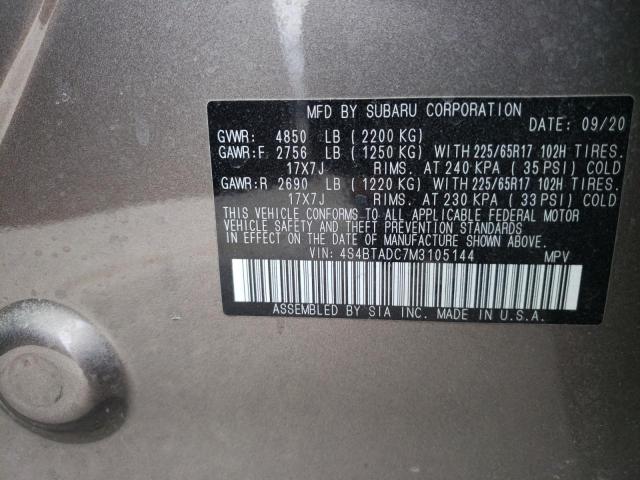 MFD BY SUBARU CORPORATION
DATE: 09/20
GVWR: 4850 LB (2200 KG)
GAWR:F 2756 LB (1250 KG) WITH 225/65R17 102H TIRES.
17X7J RIMS. AT 240 KPA (35 PSI) COLD
GAWR:R 2690 LB (1220 KG) WITH 225/65R17 102H TIRES.
17X7J RIMS. AT 230 KPA (33 PSI) COLD
THIS VEHICLE CONFORMS TO ALL APPLICABLE FEDERAL MOTOR
VEHICLE SAFETY AND THEFT PREVENTION STANDARDS
IN EFFECT ON THE DATE OF MANUFACTURE SHOWN ABOVE.
VIN: 4S4BTADC7M3105144 MPV
ASSEMBLED BY SIA INC. MADE IN U.S.A.